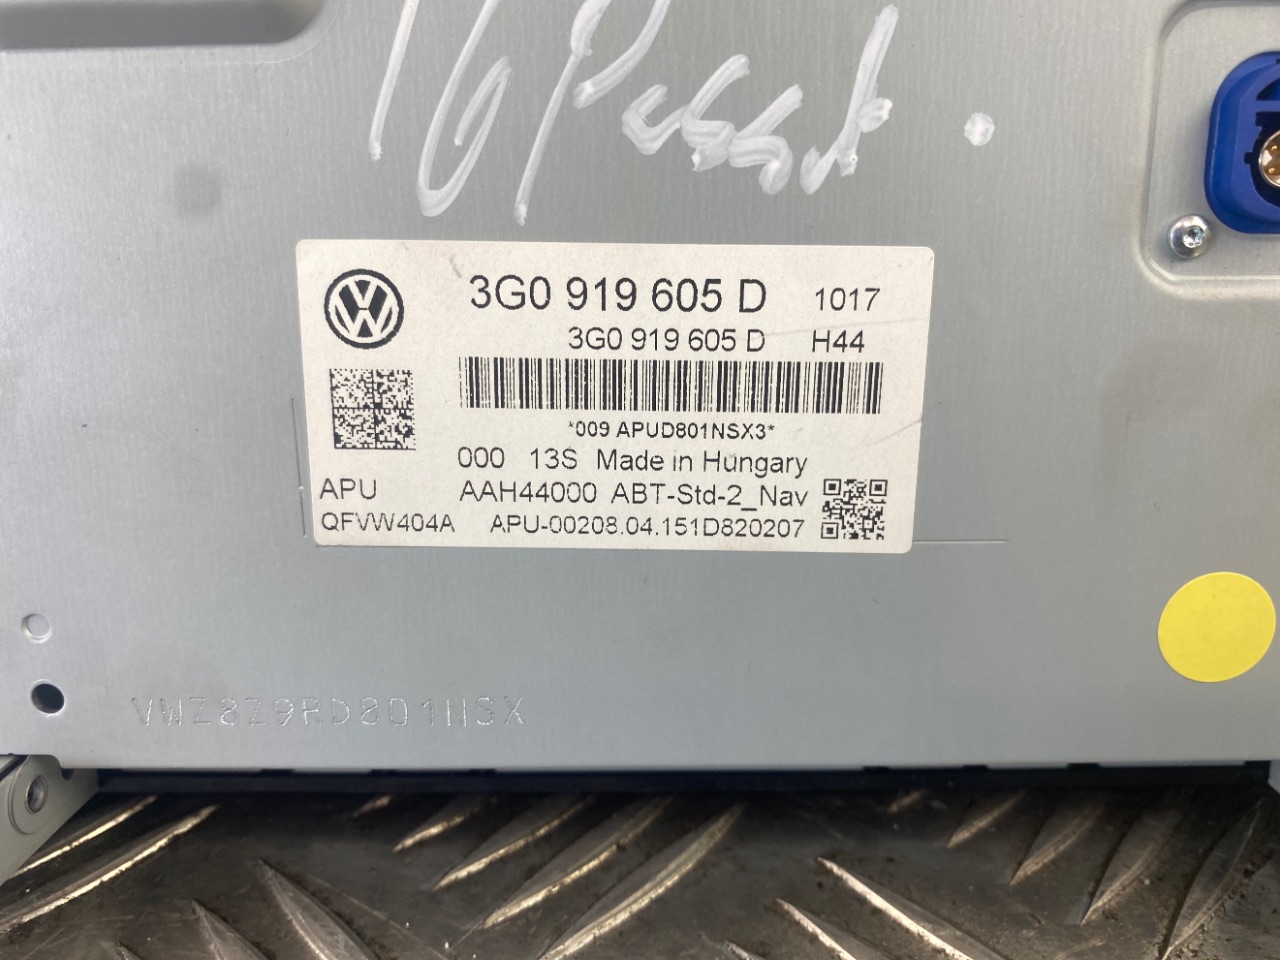 16 Passat.
3G0 919 605 D 1017
3G0 919 605 D H44
*009 APUD801NSX3*
000 13S Made in Hungary
APU AAH44000 ABT-Std-2_Nav
QFVW404A APU-00208.04.151D820207
VWZ8Z9RD801NSX